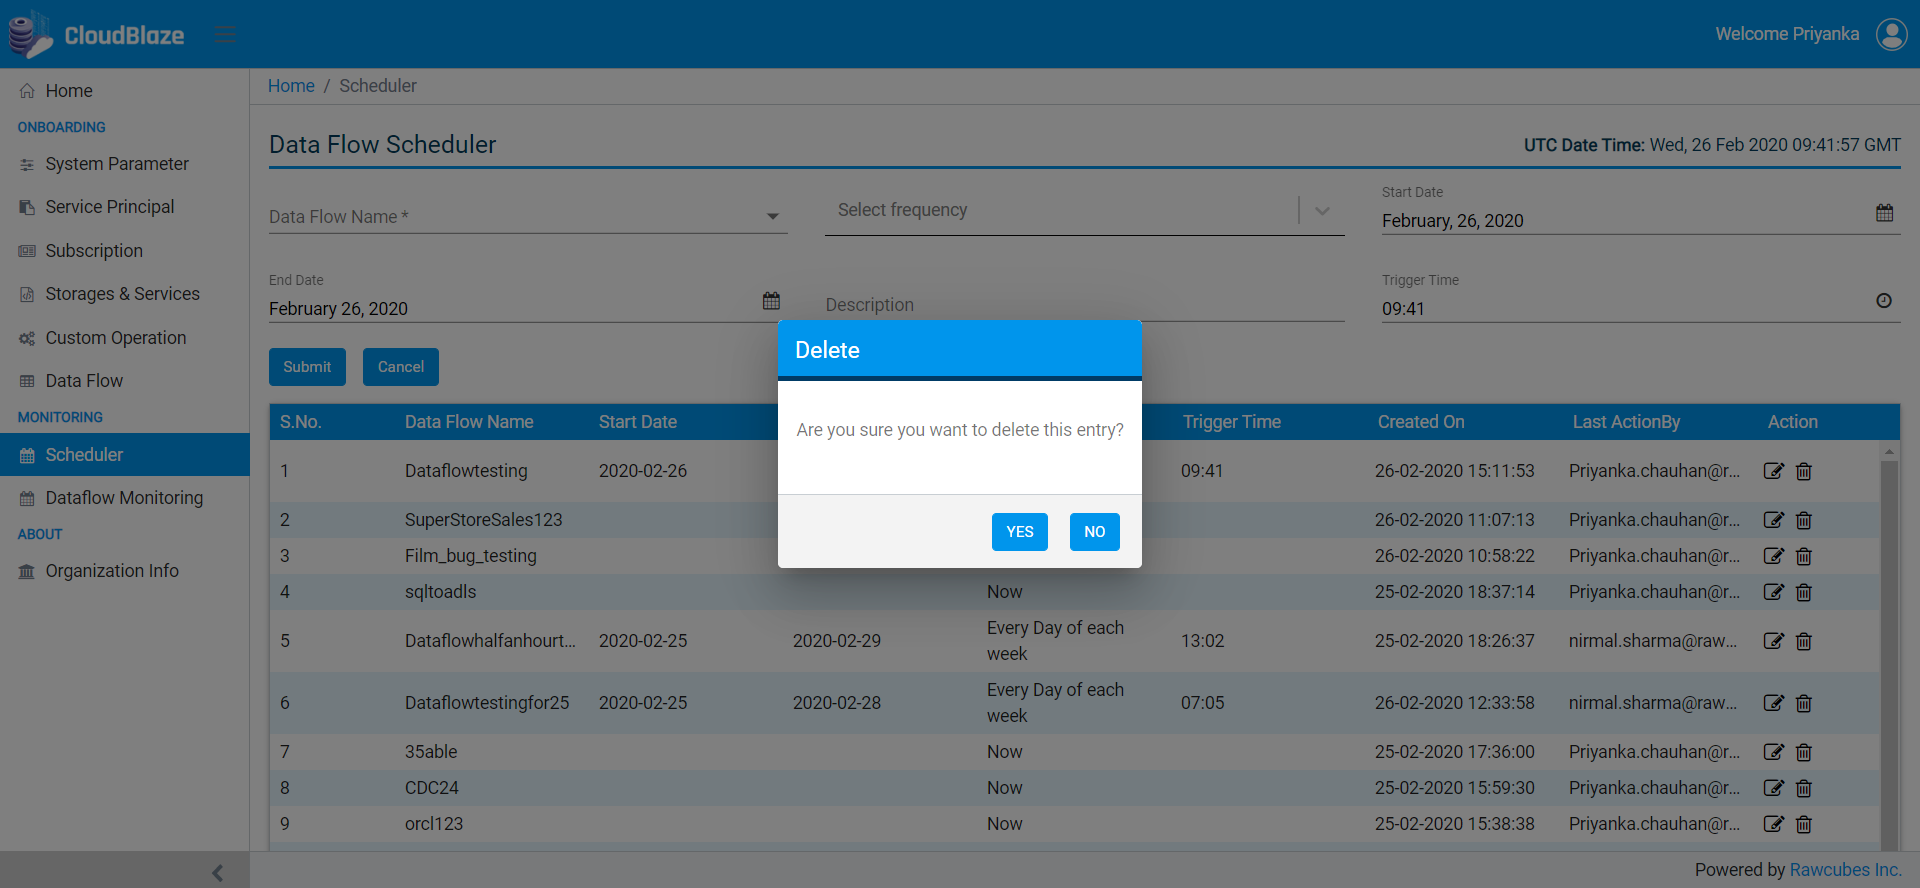 CloudBlaze
Welcome Priyanka
Home
ONBOARDING
System Parameter
Service Principal
Subscription
Storages & Services
Custom Operation
Data Flow
MONITORING
Scheduler
Dataflow Monitoring
ABOUT
Organization Info
Home / Scheduler
Data Flow Scheduler
UTC Date Time: Wed, 26 Feb 2020 09:41:57 GMT
Data Flow Name *
Select frequency
Start Date
February, 26, 2020
End Date
February 26, 2020
Description
Trigger Time
09:41
Submit Cancel
Delete
Are you sure you want to delete this entry?
YES NO
S.No. Data Flow Name Start Date Trigger Time Created On Last ActionBy Action
1 Dataflowtesting 2020-02-26 09:41 26-02-2020 15:11:53 Priyanka.chauhan@r...
2 SuperStoreSales123 26-02-2020 11:07:13 Priyanka.chauhan@r...
3 Film_bug_testing 26-02-2020 10:58:22 Priyanka.chauhan@r...
4 sqltoadls Now 25-02-2020 18:37:14 Priyanka.chauhan@r...
5 Dataflowhalfanhourt... 2020-02-25 2020-02-29 Every Day of each week 13:02 25-02-2020 18:26:37 nirmal.sharma@raw...
6 Dataflowtestingfor25 2020-02-25 2020-02-28 Every Day of each week 07:05 26-02-2020 12:33:58 nirmal.sharma@raw...
7 35able Now 25-02-2020 17:36:00 Priyanka.chauhan@r...
8 CDC24 Now 25-02-2020 15:59:30 Priyanka.chauhan@r...
9 orcl123 Now 25-02-2020 15:38:38 Priyanka.chauhan@r...
Powered by Rawcubes Inc.